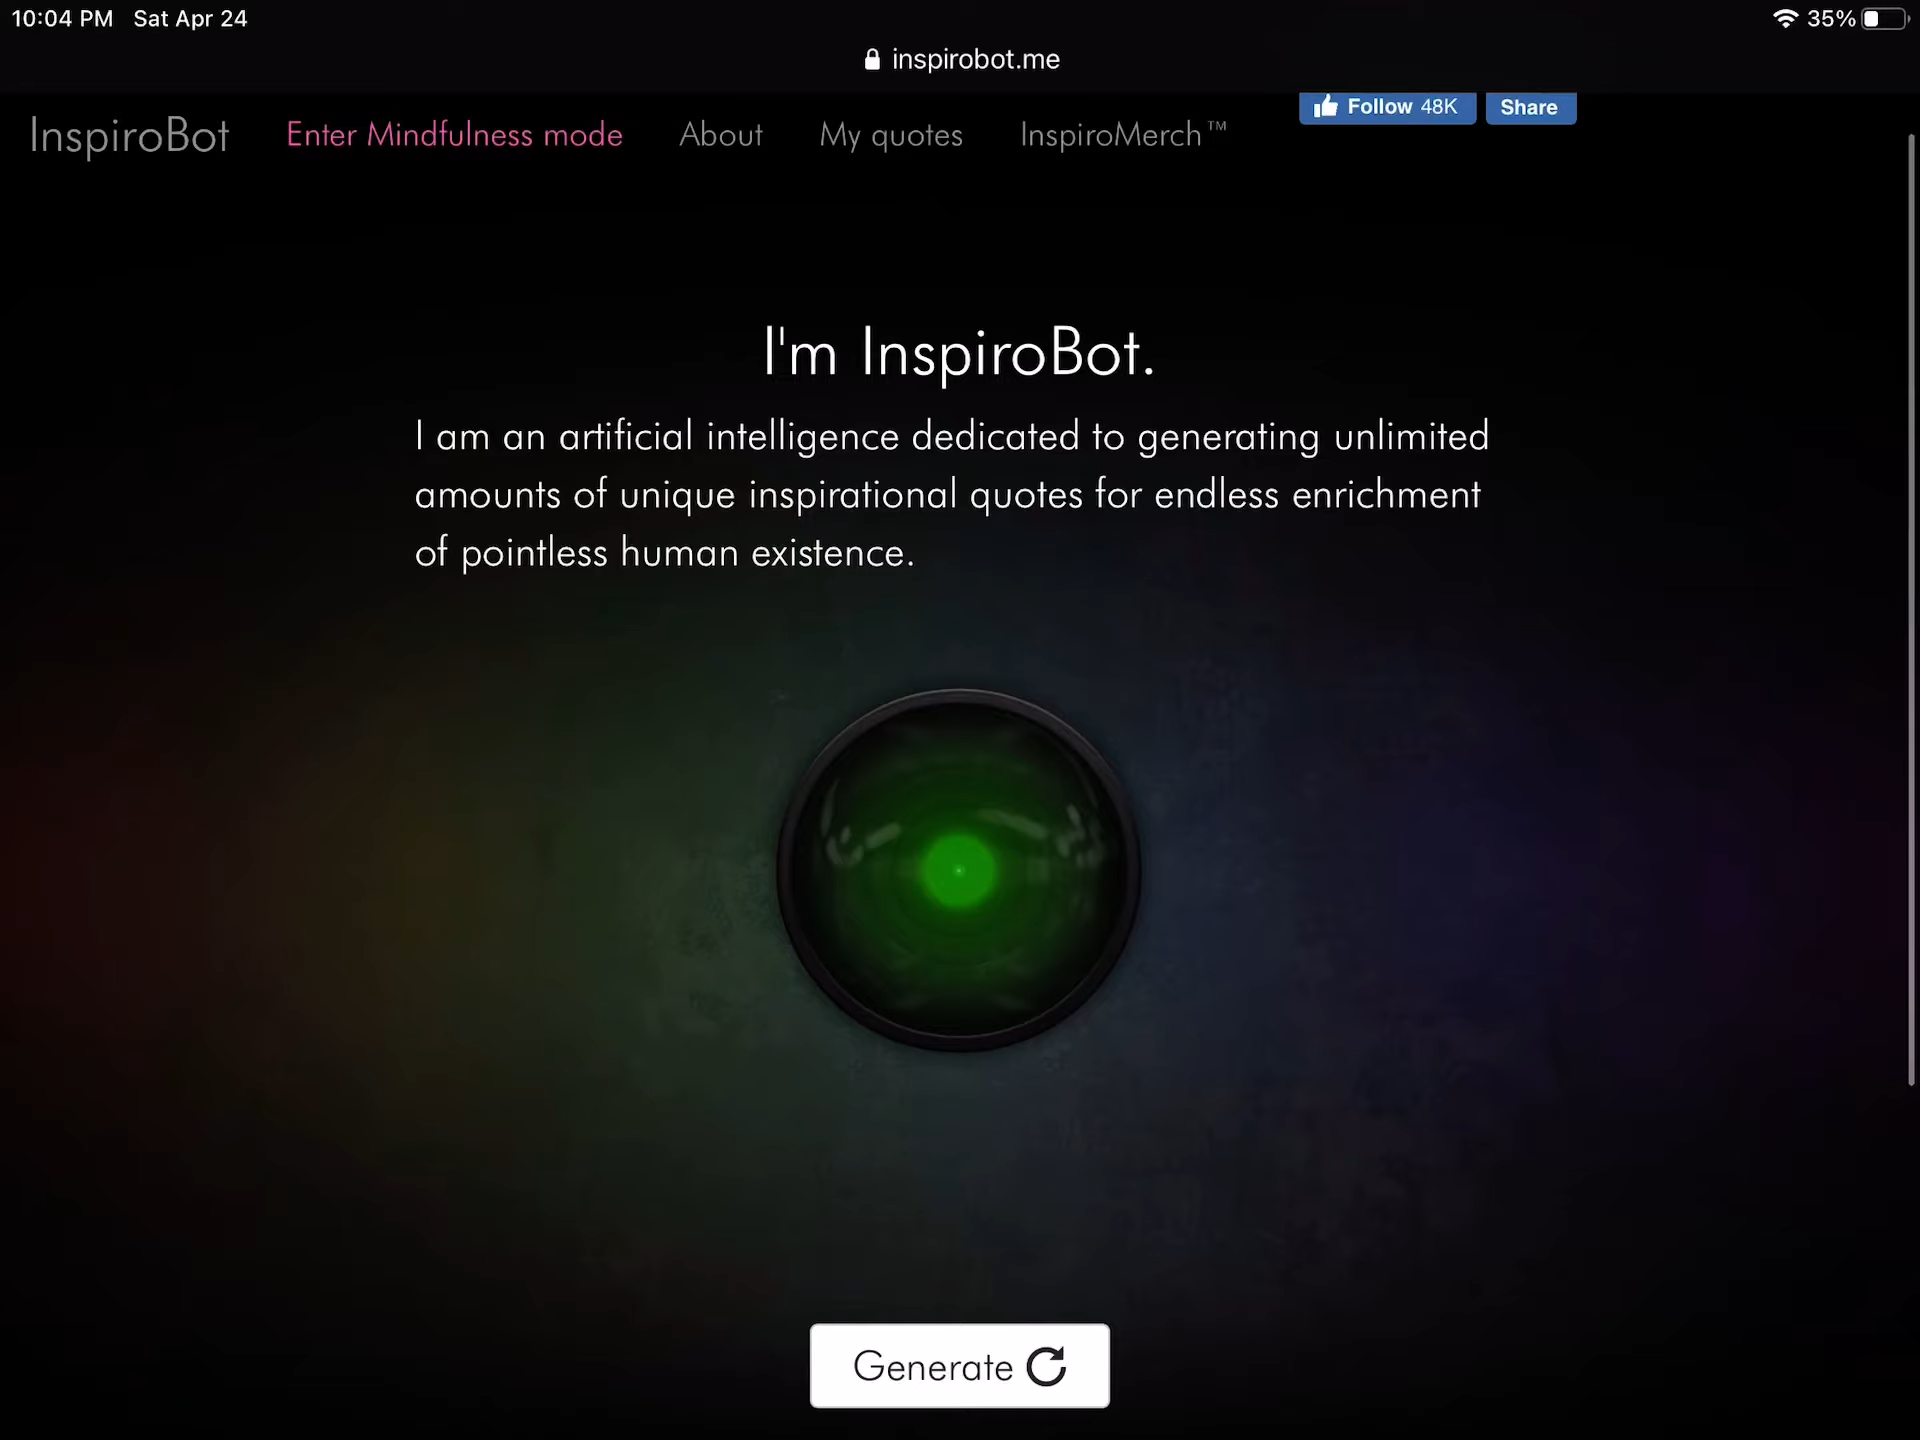 10:04 PM Sat Apr 24 35%
inspirobot.me
Follow 48K Share
InspiroBot Enter Mindfulness mode About My quotes InspiroMerch™
I'm InspiroBot.
I am an artificial intelligence dedicated to generating unlimited
amounts of unique inspirational quotes for endless enrichment
of pointless human existence.
Generate